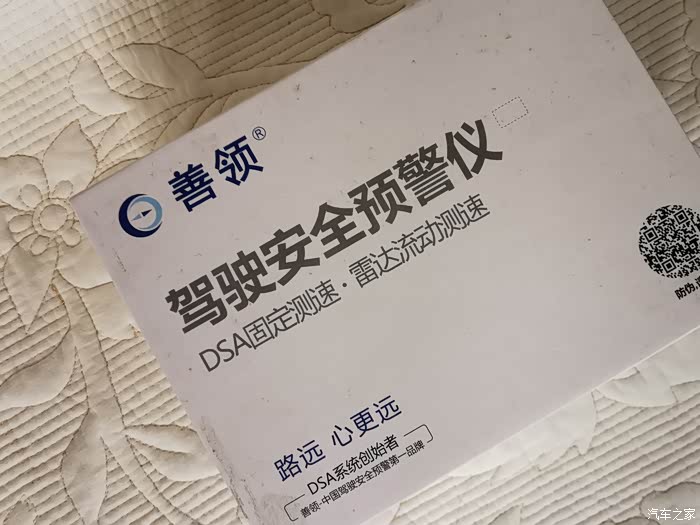 善领®
驾驶安全预警仪
DSA固定测速·雷达流动测速
防伪
路远 心更远
DSA系统创始者
善领·中国驾驶安全预警第一品牌
汽车之家